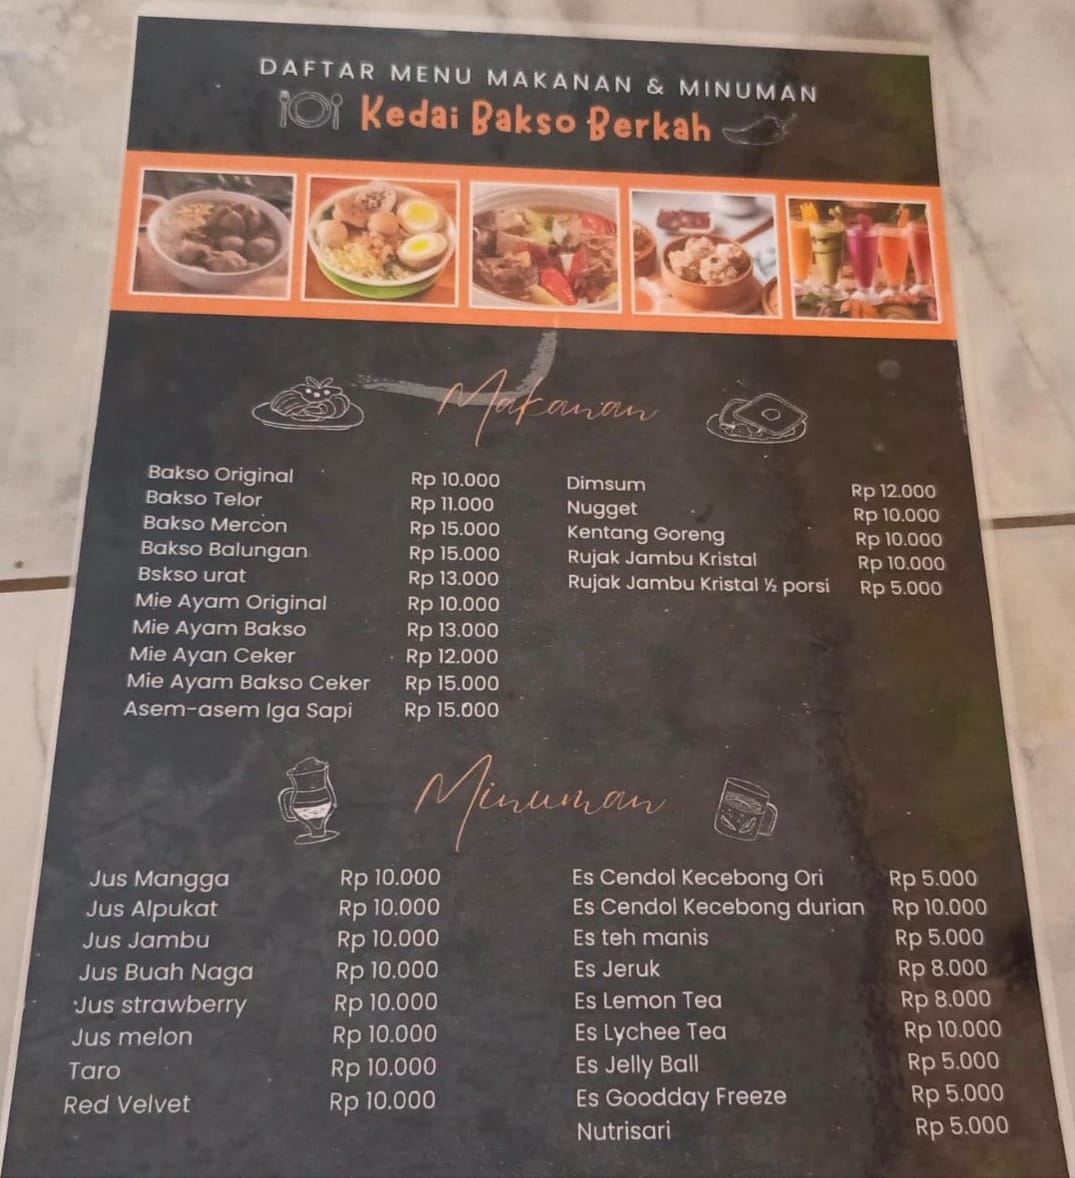 DAFTAR MENU MAKANAN & MINUMAN
Kedai Bakso Berkah
Makanan
Bakso Original Rp 10.000
Bakso Telor Rp 11.000
Bakso Mercon Rp 15.000
Bakso Balungan Rp 15.000
Bskso urat Rp 13.000
Mie Ayam Original Rp 10.000
Mie Ayam Bakso Rp 13.000
Mie Ayan Ceker Rp 12.000
Mie Ayam Bakso Ceker Rp 15.000
Asem-asem Iga Sapi Rp 15.000
Dimsum Rp 12.000
Nugget Rp 10.000
Kentang Goreng Rp 10.000
Rujak Jambu Kristal Rp 10.000
Rujak Jambu Kristal ½ porsi Rp 5.000
Minuman
Jus Mangga Rp 10.000
Jus Alpukat Rp 10.000
Jus Jambu Rp 10.000
Jus Buah Naga Rp 10.000
Jus strawberry Rp 10.000
Jus melon Rp 10.000
Taro Rp 10.000
Red Velvet Rp 10.000
Es Cendol Kecebong Ori Rp 5.000
Es Cendol Kecebong durian Rp 10.000
Es teh manis Rp 5.000
Es Jeruk Rp 8.000
Es Lemon Tea Rp 8.000
Es Lychee Tea Rp 10.000
Es Jelly Ball Rp 5.000
Es Goodday Freeze Rp 5.000
Nutrisari Rp 5.000